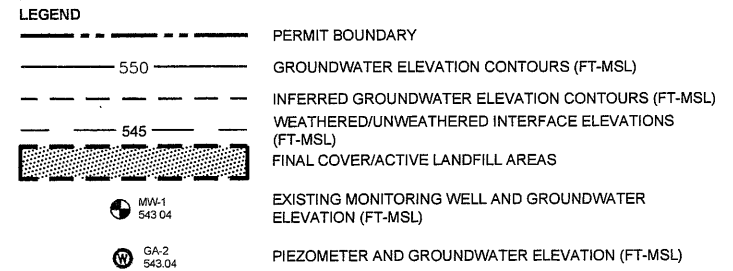 LEGEND
PERMIT BOUNDARY
550 GROUNDWATER ELEVATION CONTOURS (FT-MSL)
INFERRED GROUNDWATER ELEVATION CONTOURS (FT-MSL)
545 WEATHERED/UNWEATHERED INTERFACE ELEVATIONS
(FT-MSL)
FINAL COVER/ACTIVE LANDFILL AREAS
MW-1 EXISTING MONITORING WELL AND GROUNDWATER
543 04 ELEVATION (FT-MSL)
W GA-2 PIEZOMETER AND GROUNDWATER ELEVATION (FT-MSL)
543.04